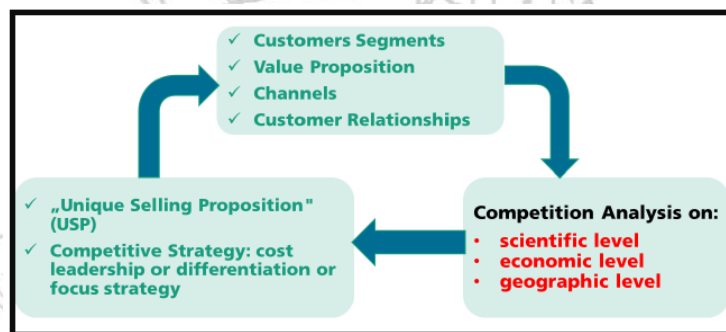 ✓ Customers Segments
✓ Value Proposition
✓ Channels
✓ Customer Relationships
✓ „Unique Selling Proposition"
(USP)
✓ Competitive Strategy: cost
leadership or differentiation or
focus strategy
Competition Analysis on:
• scientific level
• economic level
• geographic level